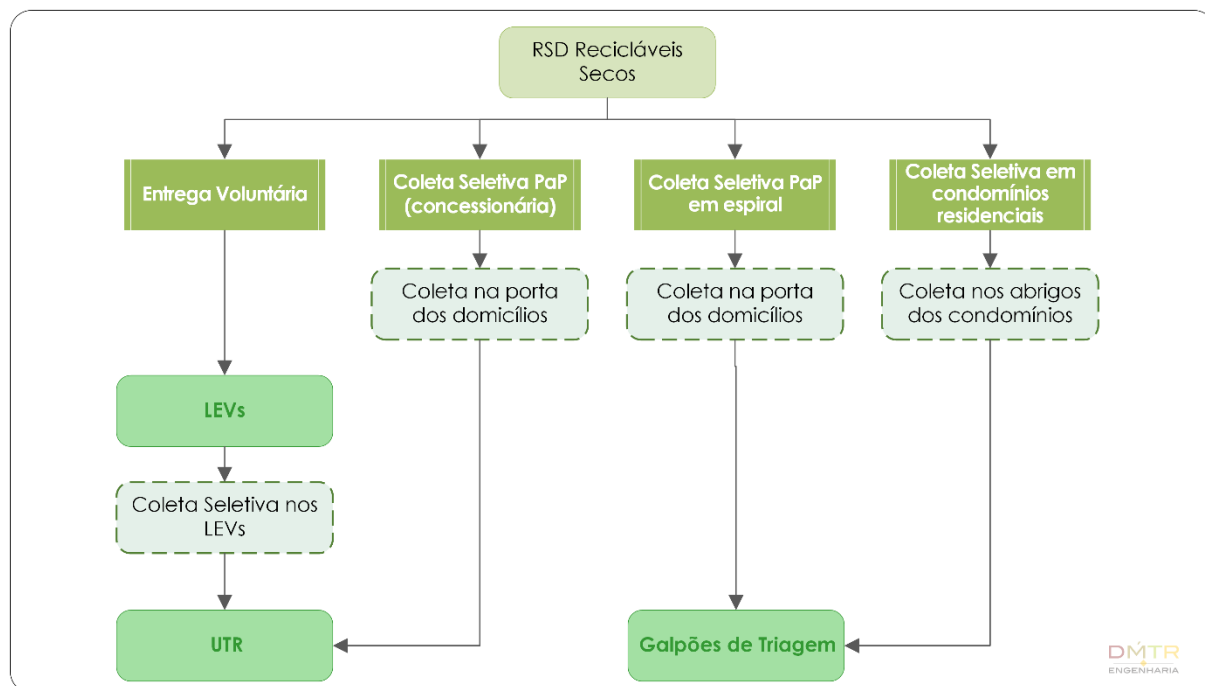 RSD Recicláveis
Secos
Entrega Voluntária
Coleta Seletiva PaP
(concessionária)
Coleta Seletiva PaP
em espiral
Coleta Seletiva em
condomínios
residenciais
Coleta na porta
dos domicílios
Coleta na porta
dos domicílios
Coleta nos abrigos
dos condomínios
LEVs
Coleta Seletiva nos
LEVs
UTR
Galpões de Triagem
DMTR
ENGENHARIA